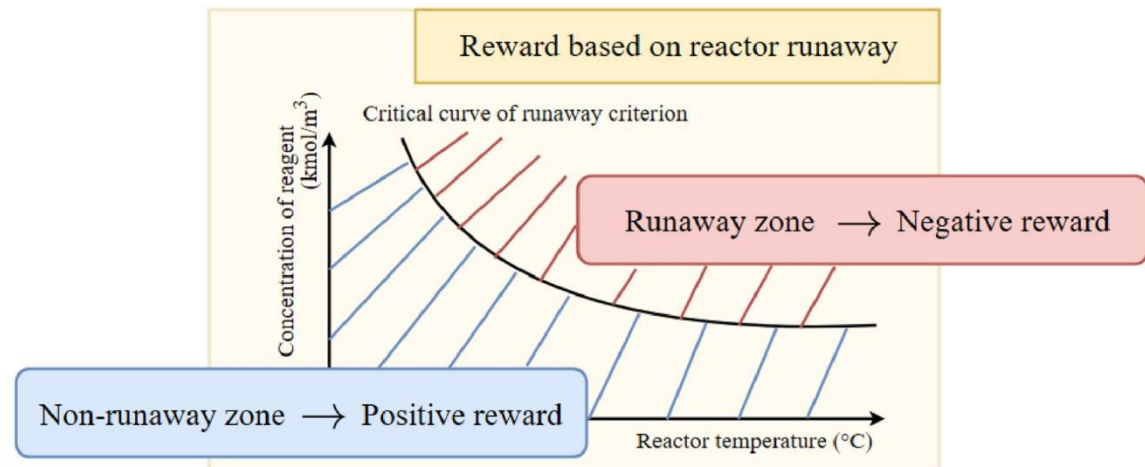 Reward based on reactor runaway
Critical curve of runaway criterion
Concentration of reagent
(kmol/m³)
Runaway zone → Negative reward
Non-runaway zone → Positive reward
Reactor temperature (°C)